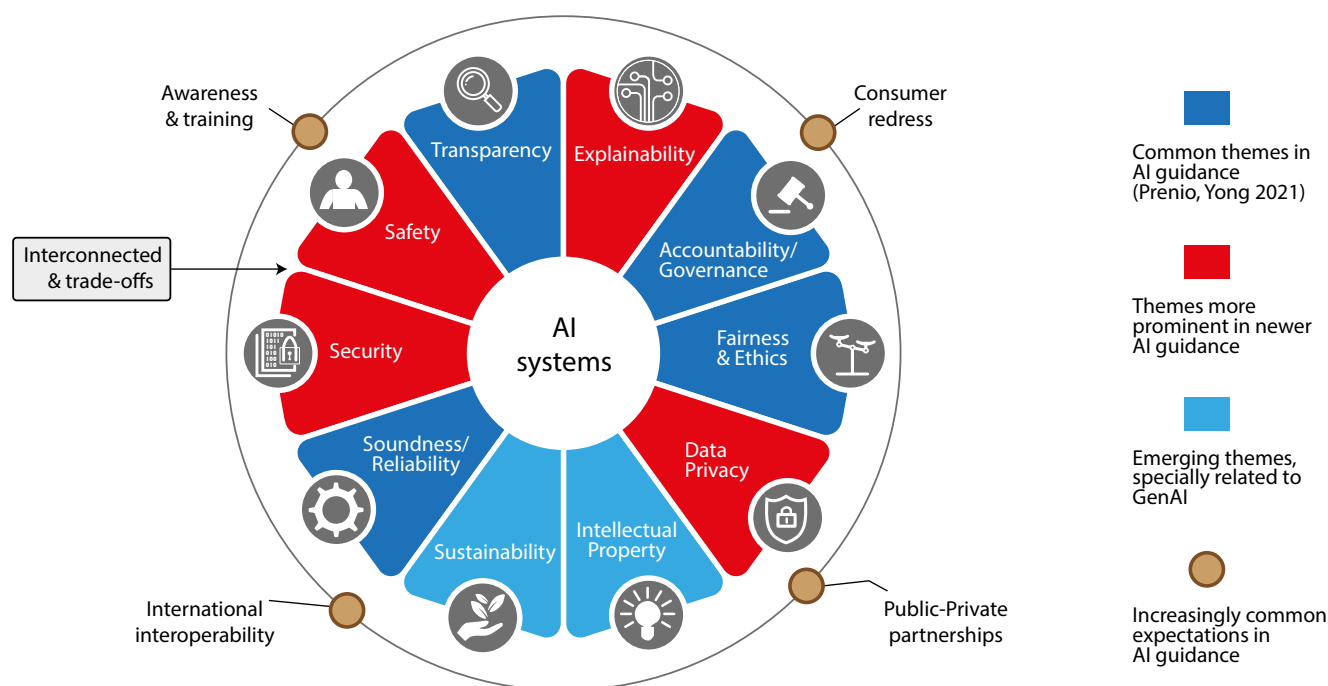 Awareness
& training
Consumer
redress
Transparency
Explainability
Safety
Accountability/
Governance
Interconnected
& trade-offs
AI
systems
Security
Fairness
& Ethics
Soundness/
Reliability
Data
Privacy
Sustainability
Intellectual
Property
International
interoperability
Public-Private
partnerships
Common themes in
AI guidance
(Prenio, Yong 2021)
Themes more
prominent in newer
AI guidance
Emerging themes,
specially related to
GenAI
Increasingly common
expectations in
AI guidance
01010
1011